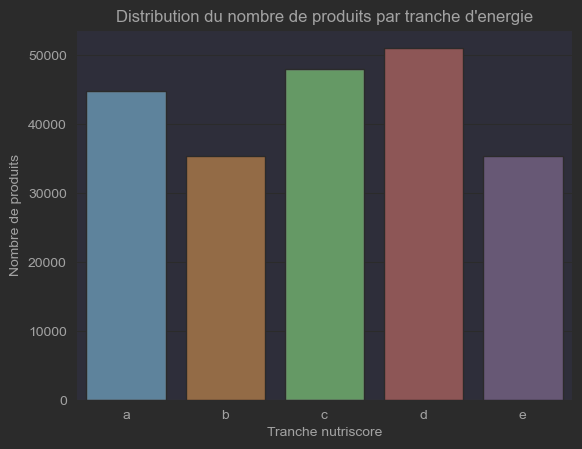 Distribution du nombre de produits par tranche d'energie
Nombre de produits
50000
40000
30000
20000
10000
0
a b c d e
Tranche nutriscore